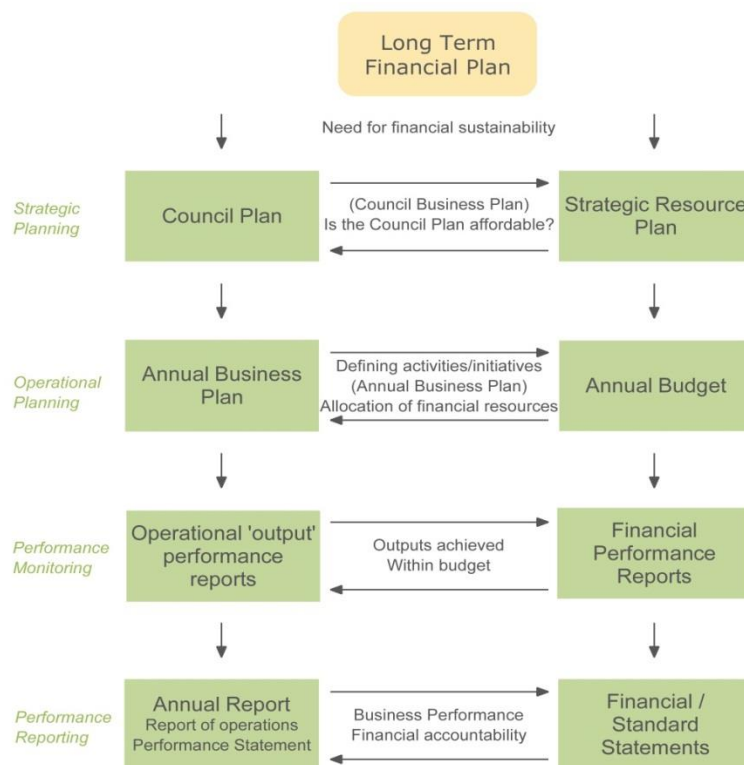 Long Term
Financial Plan
Need for financial sustainability
Strategic
Planning
Council Plan
(Council Business Plan)
Is the Council Plan affordable?
Strategic Resource
Plan
Operational
Planning
Annual Business
Plan
Defining activities/initiatives
(Annual Business Plan)
Allocation of financial resources
Annual Budget
Performance
Monitoring
Operational 'output'
performance
reports
Outputs achieved
Within budget
Financial
Performance
Reports
Performance
Reporting
Annual Report
Report of operations
Performance Statement
Business Performance
Financial accountability
Financial /
Standard
Statements